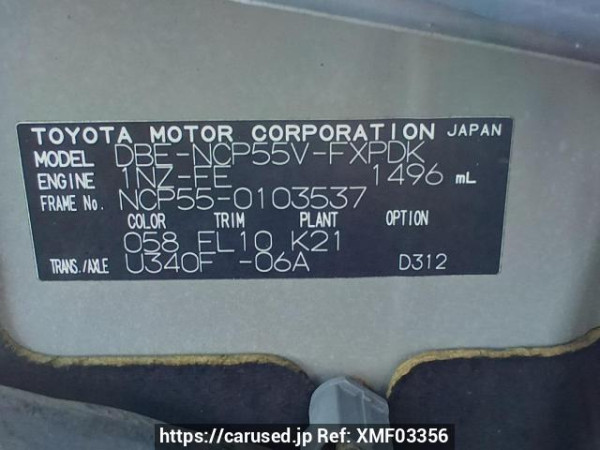 TOYOTA MOTOR CORPORATION JAPAN
MODEL DBE-NCP55V-FXPDK
ENGINE 1NZ-FE 1496 mL
FRAME No. NCP55-0103537
COLOR TRIM PLANT OPTION
058 FL10 K21
TRANS./AXLE U340F -06A D312
https://carused.jp Ref: XMF03356